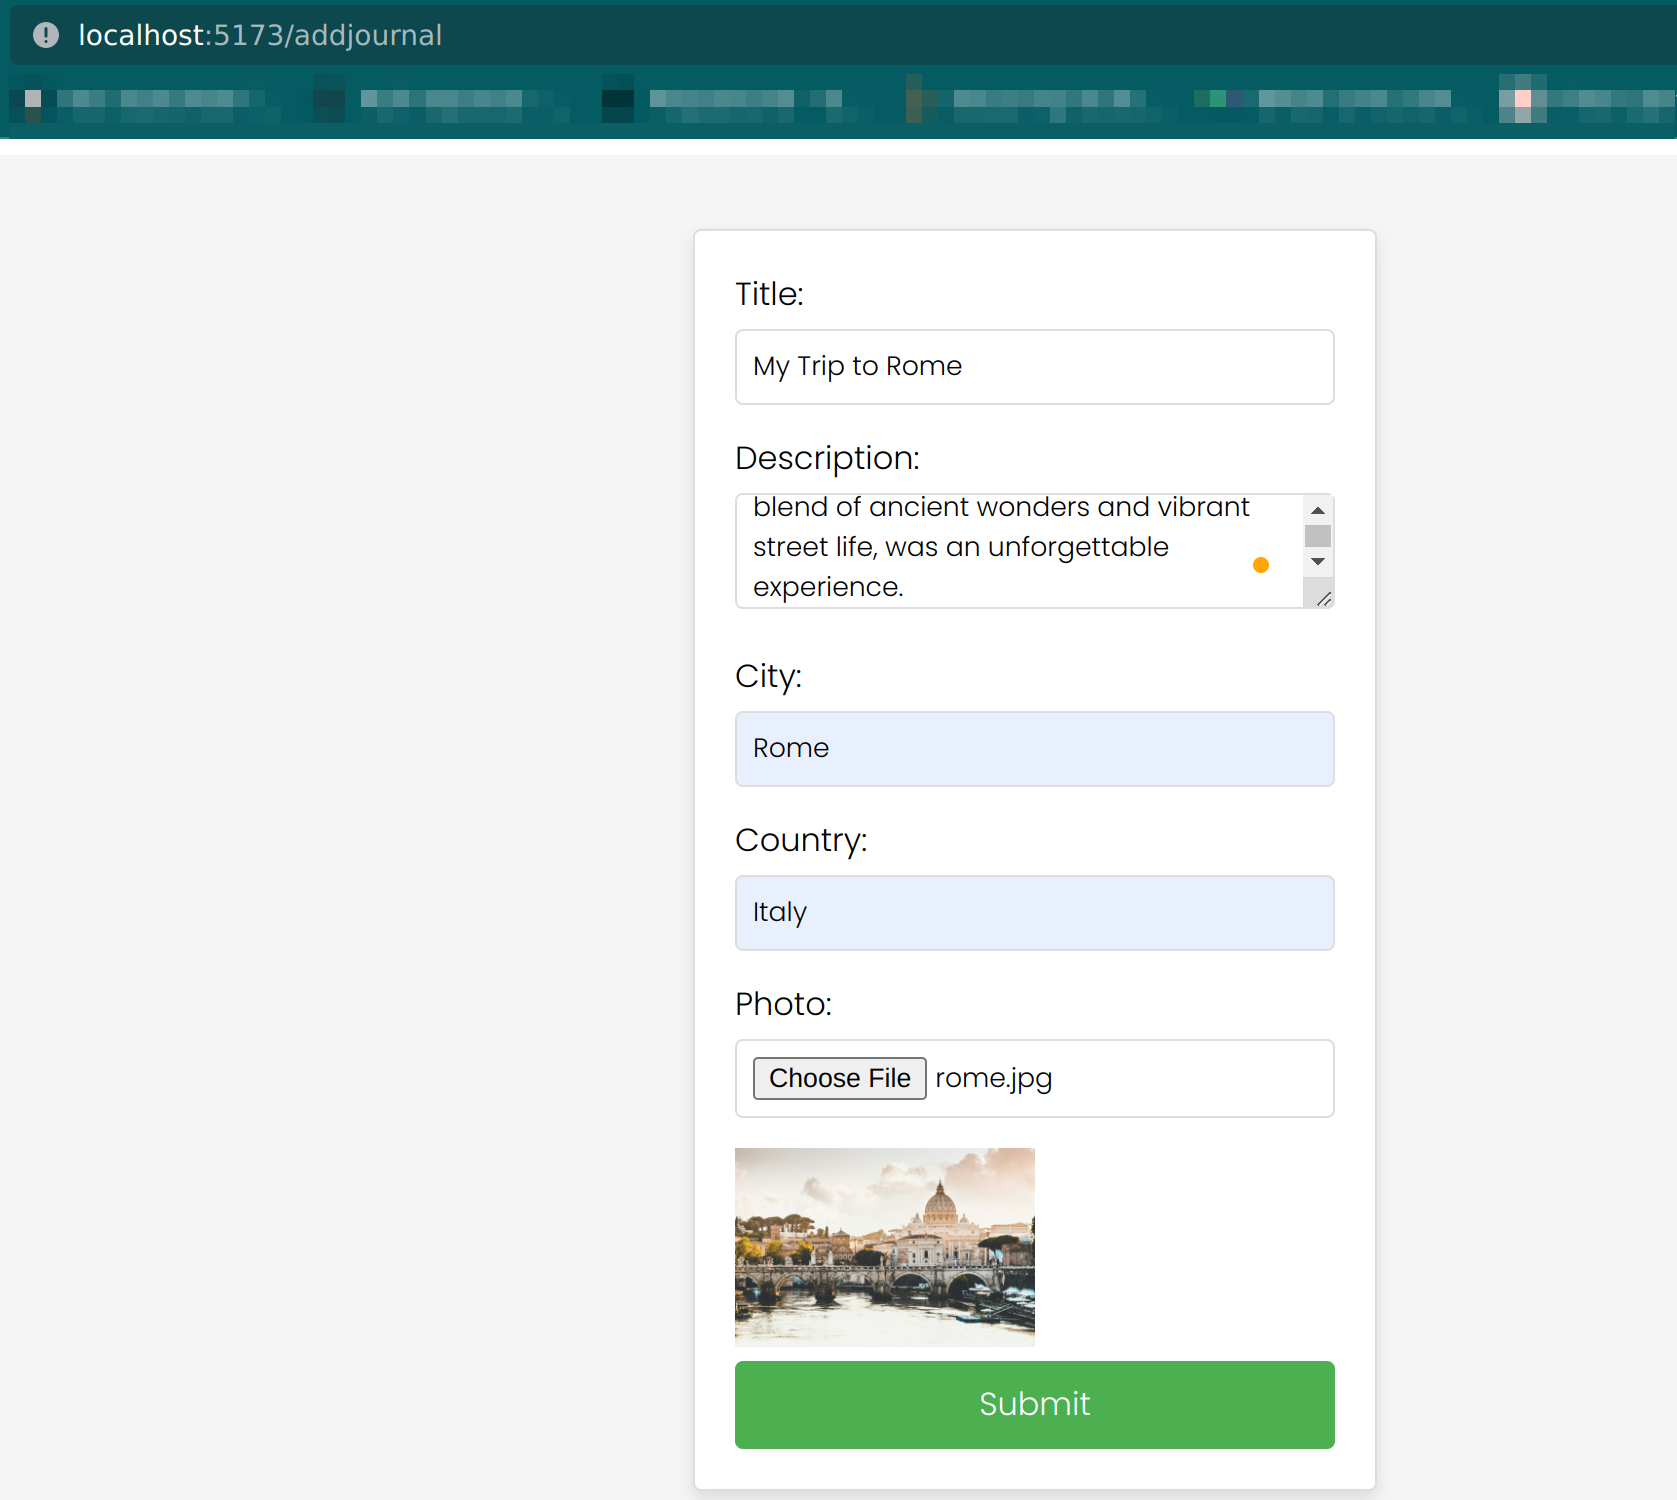 localhost:5173/addjournal
Title:
My Trip to Rome
Description:
blend of ancient wonders and vibrant
street life, was an unforgettable
experience.
City:
Rome
Country:
Italy
Photo:
Choose File rome.jpg
Submit